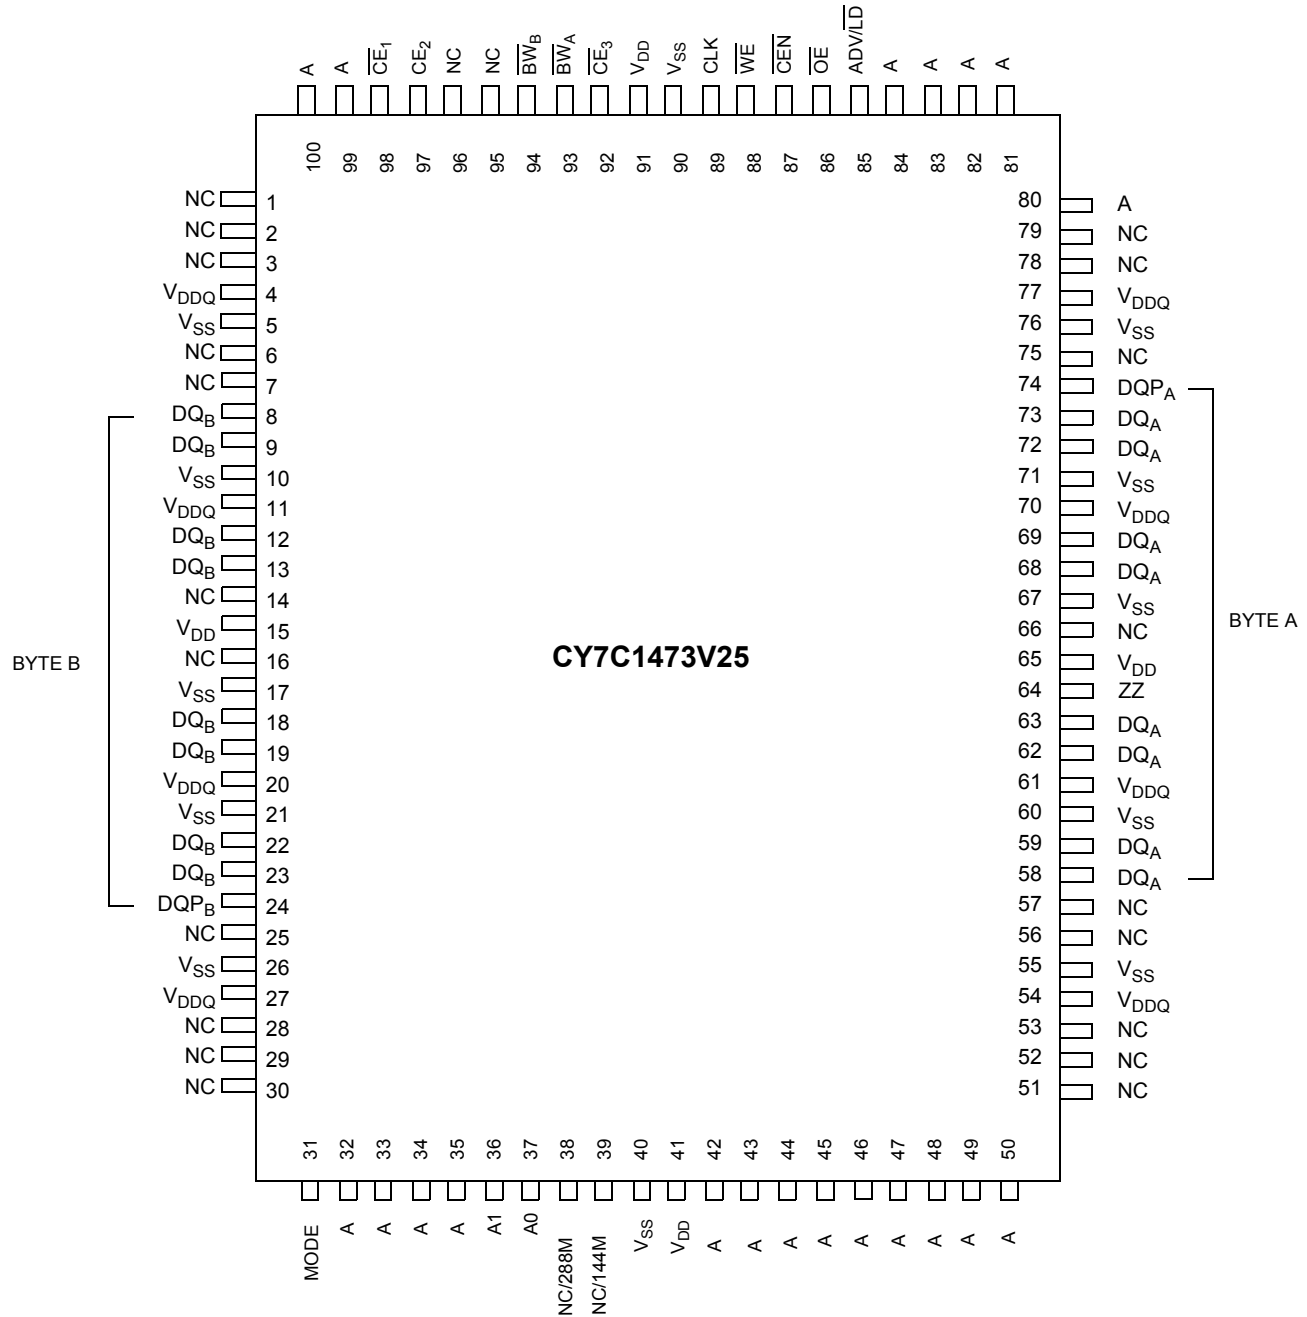 A A CE1 CE2 NC NC BWB BWA CE3 VDD VSS CLK WE CEN OE ADV/LD A A A A
100 99 98 97 96 95 94 93 92 91 90 89 88 87 86 85 84 83 82 81
NC 1 80 A
NC 2 79 NC
NC 3 78 NC
VDDQ 4 77 VDDQ
VSS 5 76 VSS
NC 6 75 NC
NC 7 74 DQPA
DQB 8 73 DQA
DQB 9 72 DQA
VSS 10 71 VSS
VDDQ 11 70 VDDQ
DQB 12 69 DQA
DQB 13 68 DQA
NC 14 67 VSS
VDD 15 66 NC
BYTE A
NC 16 65 VDD
BYTE B
CY7C1473V25
VSS 17 64 ZZ
DQB 18 63 DQA
DQB 19 62 DQA
VDDQ 20 61 VDDQ
VSS 21 60 VSS
DQB 22 59 DQA
DQB 23 58 DQA
DQPB 24 57 NC
NC 25 56 NC
VSS 26 55 VSS
VDDQ 27 54 VDDQ
NC 28 53 NC
NC 29 52 NC
NC 30 51 NC
31 32 33 34 35 36 37 38 39 40 41 42 43 44 45 46 47 48 49 50
MODE A A A A A1 A0 NC/288M NC/144M VSS VDD A A A A A A A A A